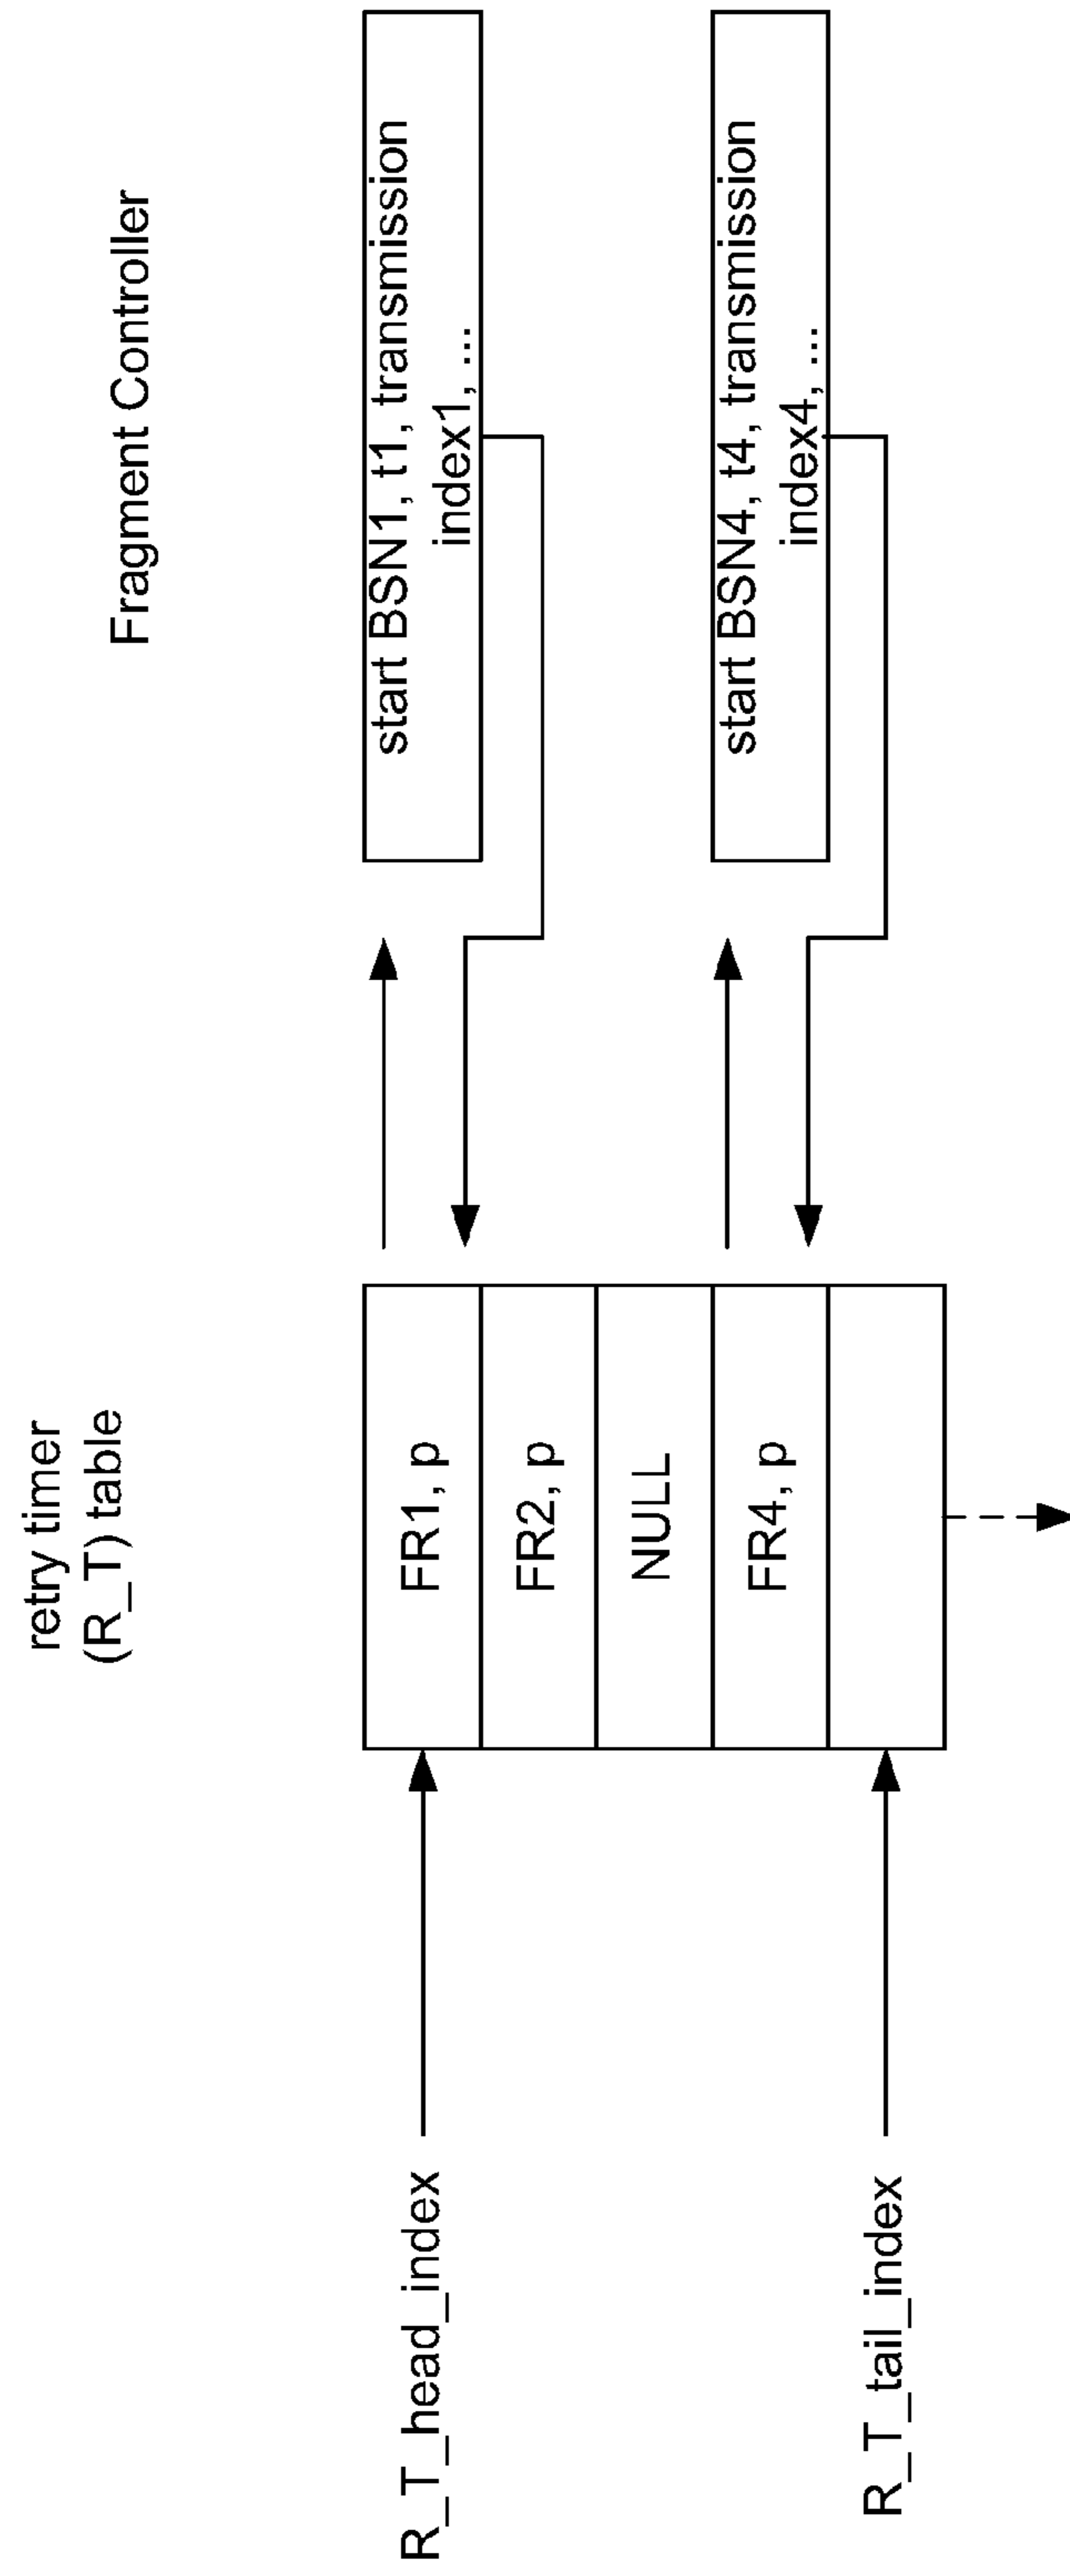 retry timer
(R_T) table
Fragment Controller
R_T_head_index
FR1, p
start BSN1, t1, transmission
index1, ...
FR2, p
NULL
FR4, p
start BSN4, t4, transmission
index4, ...
R_T_tail_index